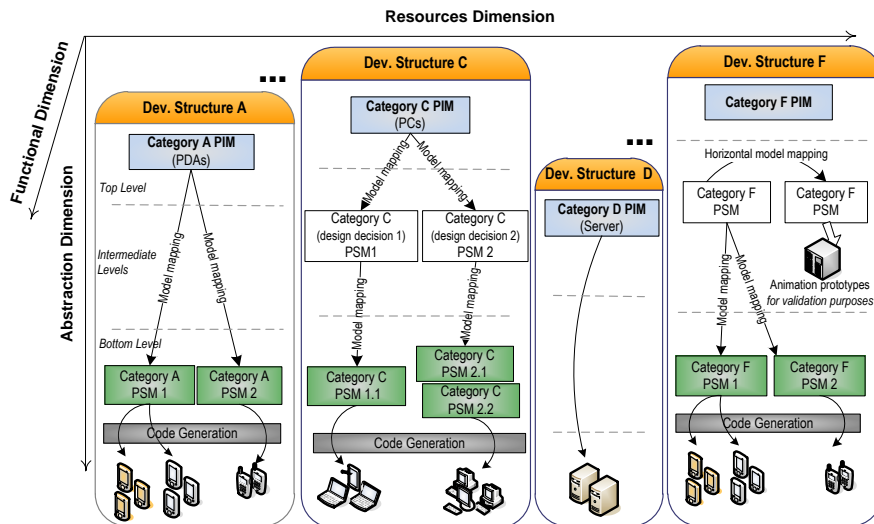 Resources Dimension
Functional Dimension
Abstraction Dimension
Top Level
Intermediate
Levels
Bottom Level
Dev. Structure A
Category A PIM
(PDAs)
Model mapping
Model mapping
Category A
PSM 1
Category A
PSM 2
Code Generation
...
Dev. Structure C
Category C PIM
(PCs)
Model mapping
Model mapping
Category C
(design decision 1)
PSM1
Category C
(design decision 2)
PSM 2
Model mapping
Model mapping
Category C
PSM 1.1
Category C
PSM 2.1
Category C
PSM 2.2
Code Generation
Dev. Structure D
Category D PIM
(Server)
...
Dev. Structure F
Category F PIM
Horizontal model mapping
Category F
PSM
Category F
PSM
Animation prototypes
for validation purposes
Model mapping
Model mapping
Category F
PSM 1
Category F
PSM 2
Code Generation